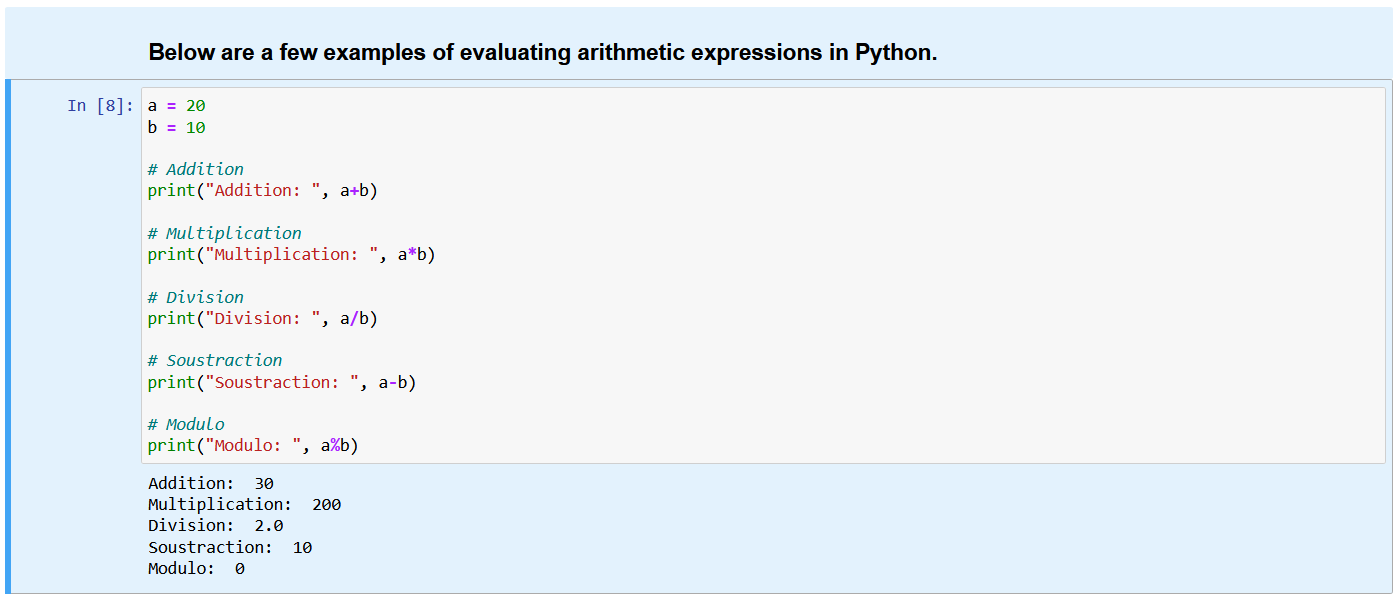 Below are a few examples of evaluating arithmetic expressions in Python.
In [8]: a = 20
b = 10
# Addition
print("Addition: ", a+b)
# Multiplication
print("Multiplication: ", a*b)
# Division
print("Division: ", a/b)
# Soustraction
print("Soustraction: ", a-b)
# Modulo
print("Modulo: ", a%b)
Addition:  30
Multiplication:  200
Division:  2.0
Soustraction:  10
Modulo:  0